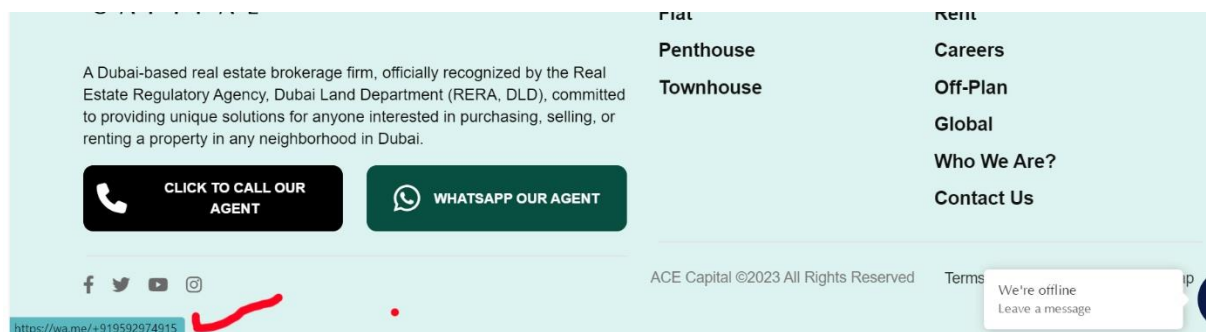 Flat
Penthouse
Townhouse
Rent
Careers
Off-Plan
Global
Who We Are?
Contact Us
A Dubai-based real estate brokerage firm, officially recognized by the Real
Estate Regulatory Agency, Dubai Land Department (RERA, DLD), committed
to providing unique solutions for anyone interested in purchasing, selling, or
renting a property in any neighborhood in Dubai.
CLICK TO CALL OUR
AGENT
WHATSAPP OUR AGENT
ACE Capital ©2023 All Rights Reserved
Terms
We're offline
Leave a message
https://wa.me/+919592974915